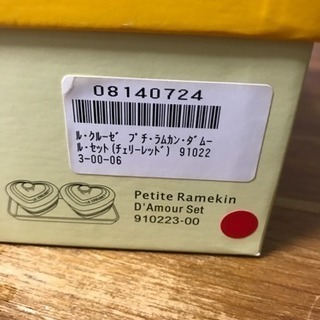 08140724
ﾙ･ｸﾙｰｾﾞ ﾌﾟﾁ･ﾗﾑｶﾝ･ﾀﾞﾑｰ
ﾙ･ｾｯﾄ(ﾁｪﾘｰﾚｯﾄﾞ) 91022
3-00-06
Petite Ramekin
D'Amour Set
910223-00